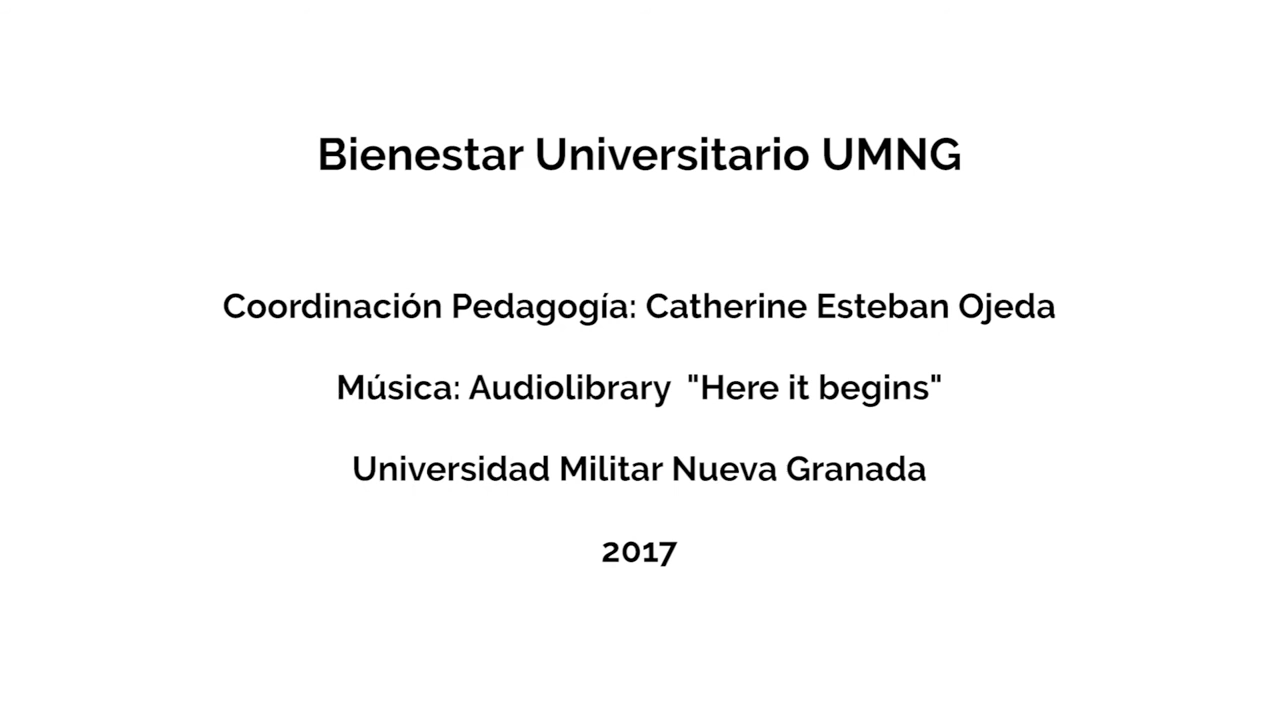 Bienestar Universitario UMNG
Coordinación Pedagogía: Catherine Esteban Ojeda
Música: Audiolibrary "Here it begins"
Universidad Militar Nueva Granada
2017